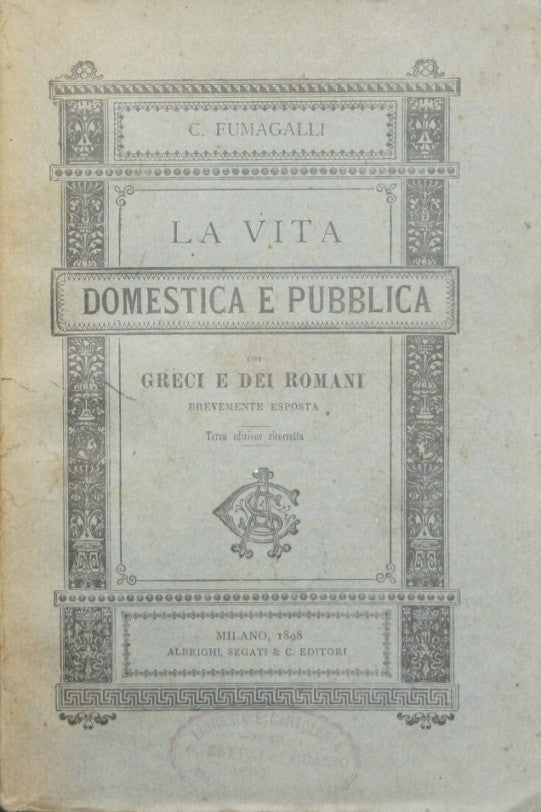 C. FUMAGALLI
LA VITA
DOMESTICA E PUBBLICA
DEI
GRECI E DEI ROMANI
BREVEMENTE ESPOSTA
Terza edizione ricorretta
MILANO, 1898
ALBRIGHI, SEGATI & C. EDITORI
LIBRERIA E